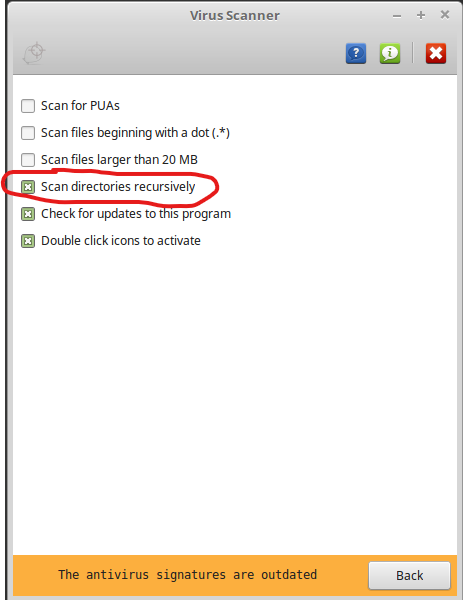 Virus Scanner
Scan for PUAs
Scan files beginning with a dot (.*)
Scan files larger than 20 MB
Scan directories recursively
Check for updates to this program
Double click icons to activate
The antivirus signatures are outdated
Back